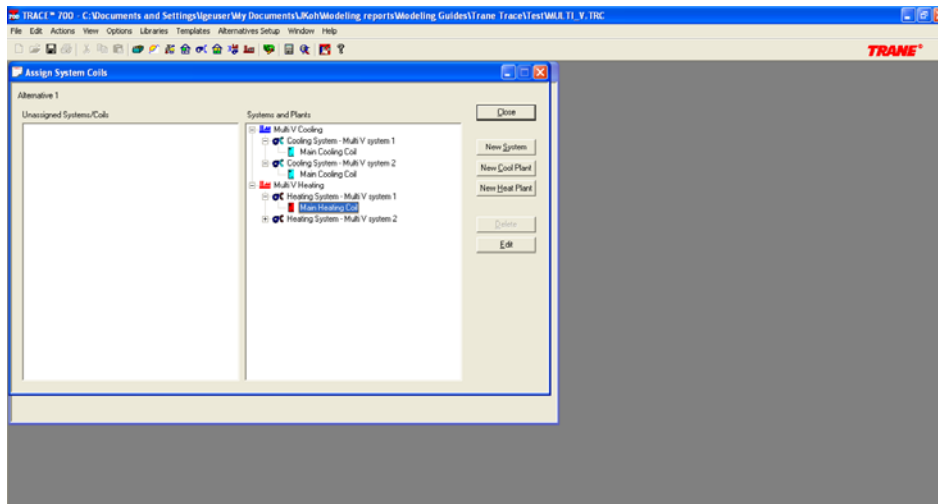 TRACE™ 700 - C:\Documents and Settings\lgeuser\My Documents\JKoh\Modeling reports\Modeling Guides\Trane Trace\Test\MULTI_V.TRC
File Edit Actions View Options Libraries Templates Alternatives Setup Window Help
TRANE®
Assign System Coils
Alternative 1
Unassigned Systems/Coils
Systems and Plants
Close
Multi V Cooling
Cooling System - Multi V system 1
Main Cooling Coil
Cooling System - Multi V system 2
Main Cooling Coil
Multi V Heating
Heating System - Multi V system 1
Main Heating Coil
Heating System - Multi V system 2
New System
New Cool Plant
New Heat Plant
Delete
Edit